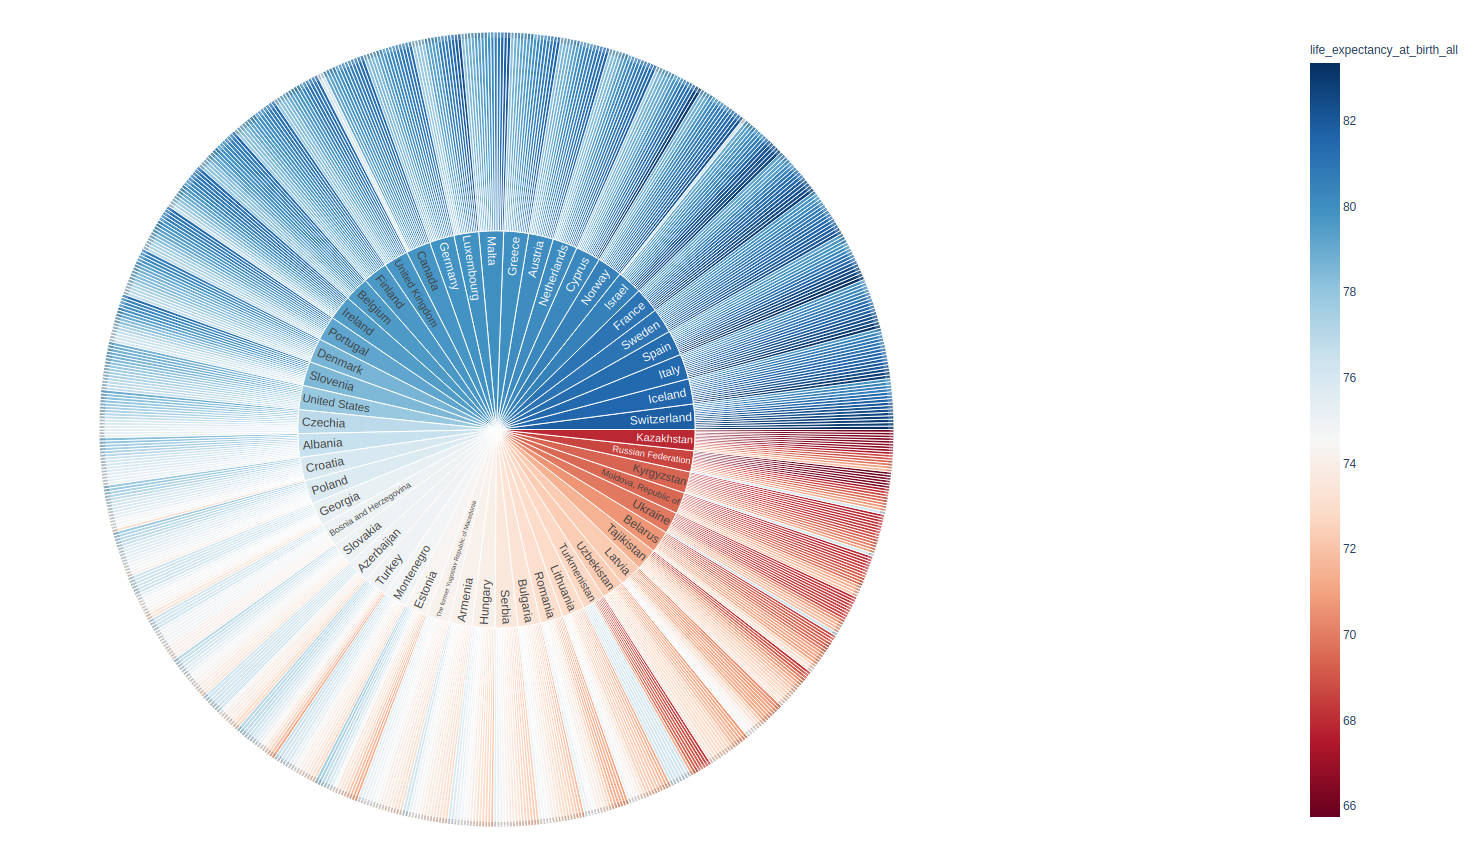 life_expectancy_at_birth_all
82
80
78
76
74
72
70
68
66
Malta
Greece
Austria
Netherlands
Cyprus
Norway
Israel
France
Sweden
Spain
Italy
Iceland
Switzerland
Kazakhstan
Russian Federation
Kyrgyzstan
Moldova, Republic of
Ukraine
Belarus
Tajikistan
Latvia
Uzbekistan
Turkmenistan
Lithuania
Romania
Bulgaria
Serbia
Hungary
Armenia
The former Yugoslav Republic of Macedonia
Estonia
Montenegro
Turkey
Azerbaijan
Slovakia
Bosnia and Herzegovina
Georgia
Poland
Croatia
Albania
Czechia
United States
Slovenia
Denmark
Portugal
Ireland
Belgium
Finland
United Kingdom
Canada
Germany
Luxembourg